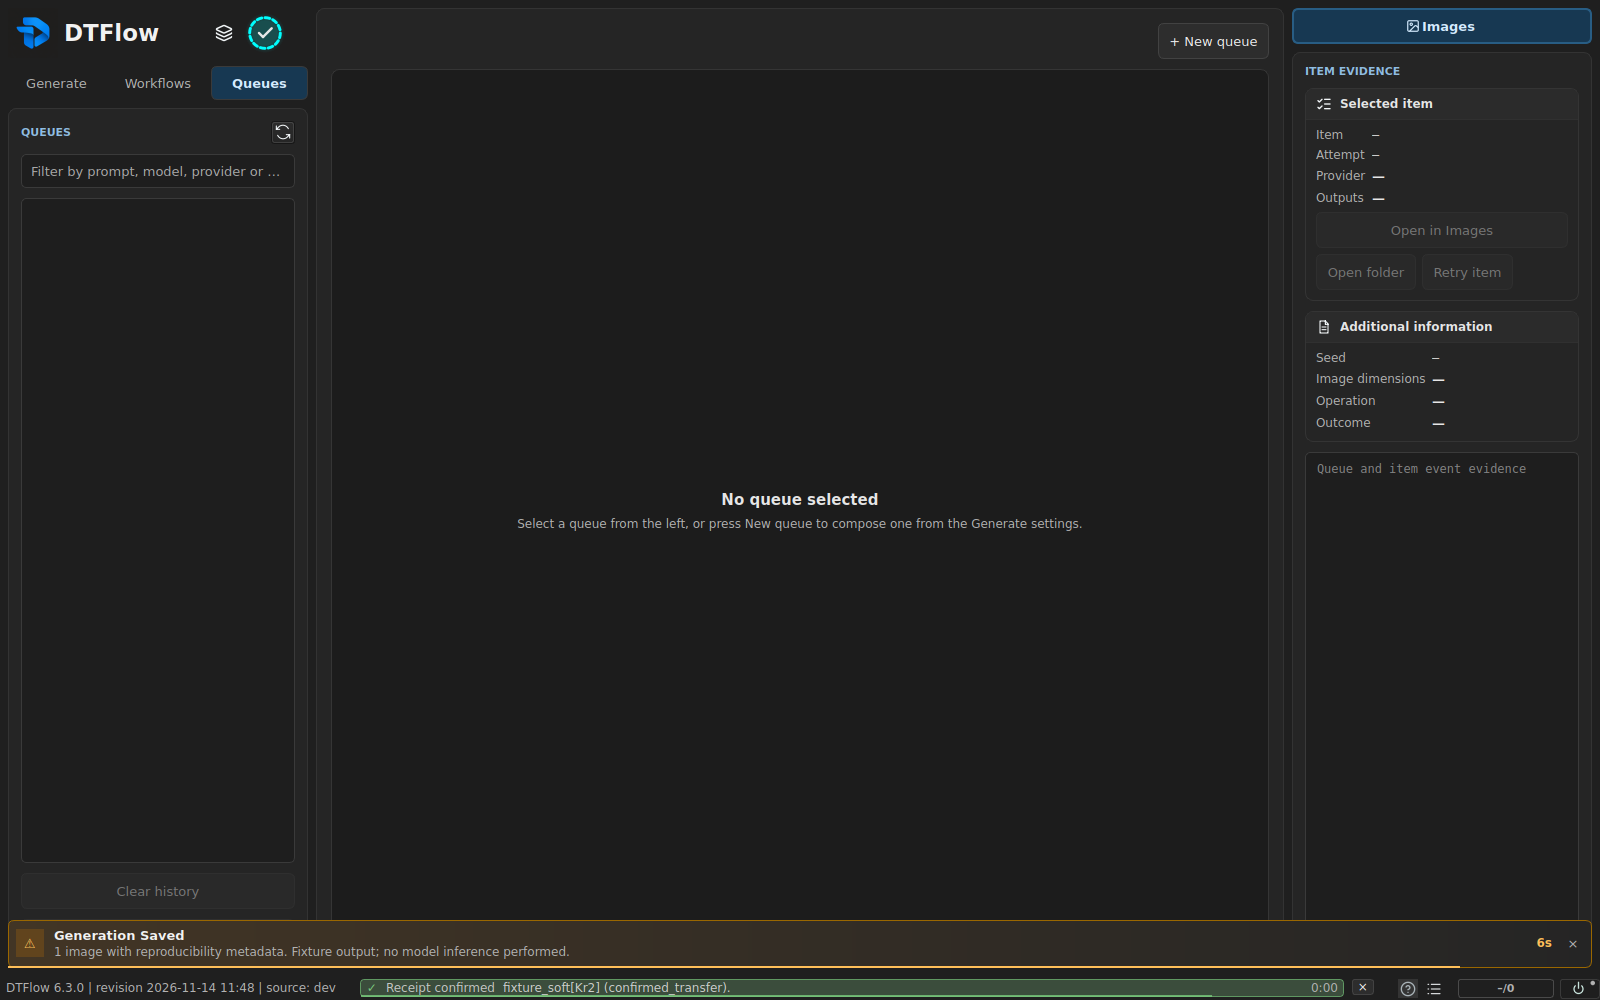 DTFlow
Generate
Workflows
Queues
QUEUES
Filter by prompt, model, provider or ...
Clear history
+ New queue
No queue selected
Select a queue from the left, or press New queue to compose one from the Generate settings.
Images
ITEM EVIDENCE
Selected item
Item –
Attempt –
Provider —
Outputs —
Open in Images
Open folder
Retry item
Additional information
Seed –
Image dimensions —
Operation —
Outcome —
Queue and item event evidence
Generation Saved
1 image with reproducibility metadata. Fixture output; no model inference performed.
6s ×
DTFlow 6.3.0 | revision 2026-11-14 11:48 | source: dev
✓ Receipt confirmed fixture_soft[Kr2] (confirmed_transfer). 0:00 ×
–/0